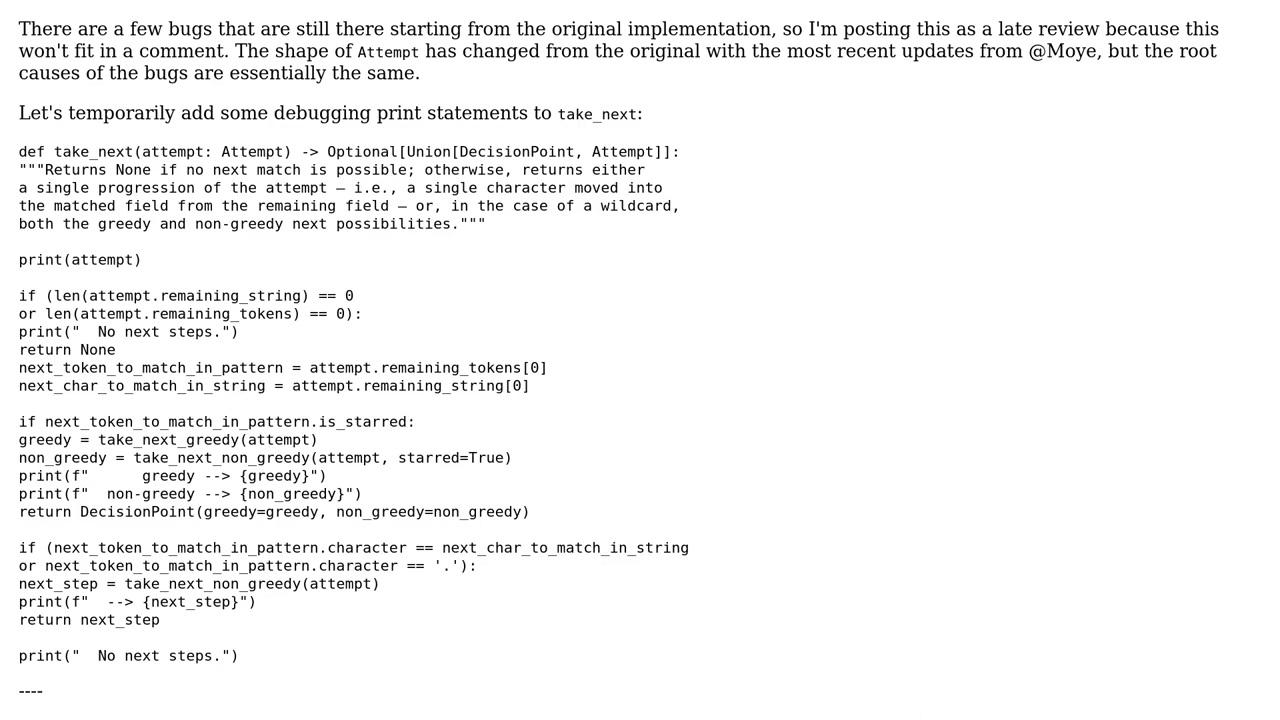 There are a few bugs that are still there starting from the original implementation, so I'm posting this as a late review because this
won't fit in a comment. The shape of Attempt has changed from the original with the most recent updates from @Moye, but the root
causes of the bugs are essentially the same.
Let's temporarily add some debugging print statements to take_next:
def take_next(attempt: Attempt) -> Optional[Union[DecisionPoint, Attempt]]:
"""Returns None if no next match is possible; otherwise, returns either
a single progression of the attempt — i.e., a single character moved into
the matched field from the remaining field — or, in the case of a wildcard,
both the greedy and non-greedy next possibilities."""
print(attempt)
if (len(attempt.remaining_string) == 0
or len(attempt.remaining_tokens) == 0):
print("  No next steps.")
return None
next_token_to_match_in_pattern = attempt.remaining_tokens[0]
next_char_to_match_in_string = attempt.remaining_string[0]
if next_token_to_match_in_pattern.is_starred:
greedy = take_next_greedy(attempt)
non_greedy = take_next_non_greedy(attempt, starred=True)
print(f"      greedy --> {greedy}")
print(f"  non-greedy --> {non_greedy}")
return DecisionPoint(greedy=greedy, non_greedy=non_greedy)
if (next_token_to_match_in_pattern.character == next_char_to_match_in_string
or next_token_to_match_in_pattern.character == '.'):
next_step = take_next_non_greedy(attempt)
print(f"  --> {next_step}")
return next_step
print("  No next steps.")
----